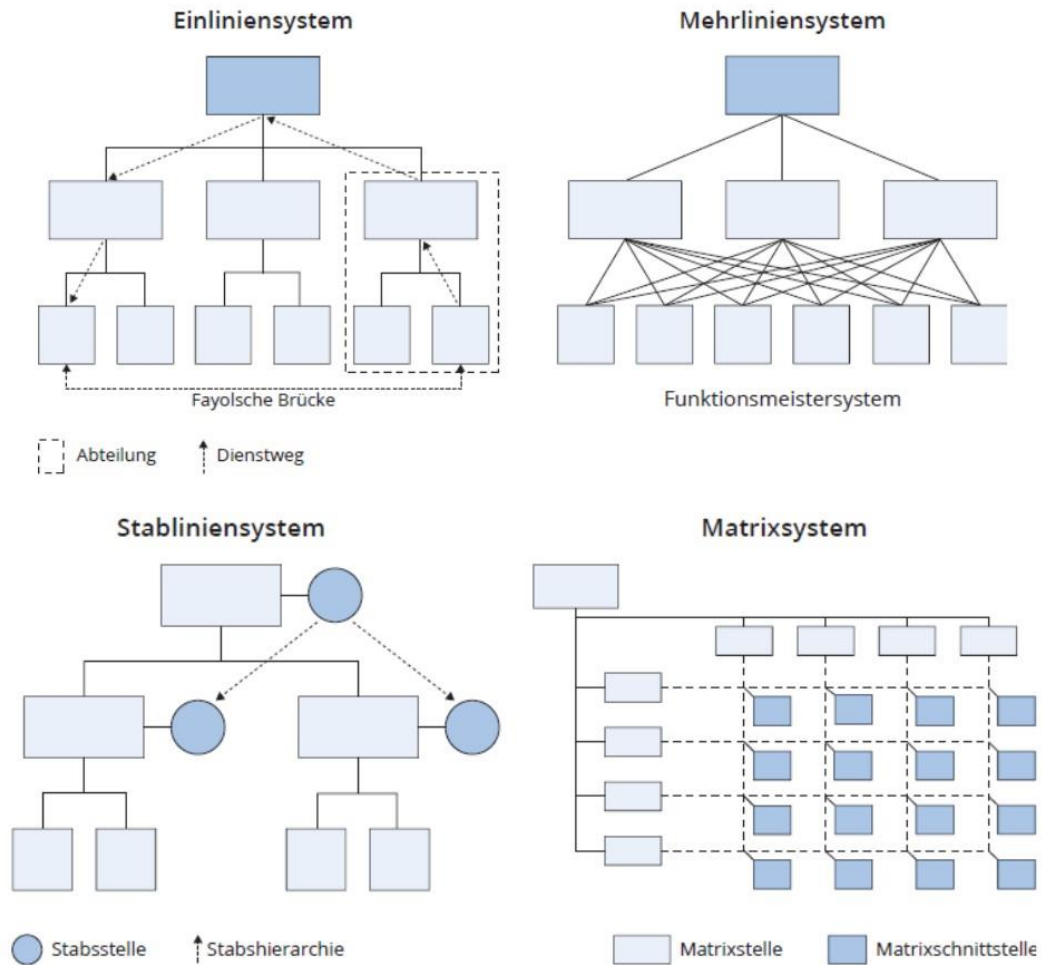 Einliniensystem
Mehrliniensystem
Fayolsche Brücke
Funktionsmeistersystem
Abteilung
Dienstweg
Stabliniensystem
Matrixsystem
Stabsstelle
Stabshierarchie
Matrixstelle
Matrixschnittstelle